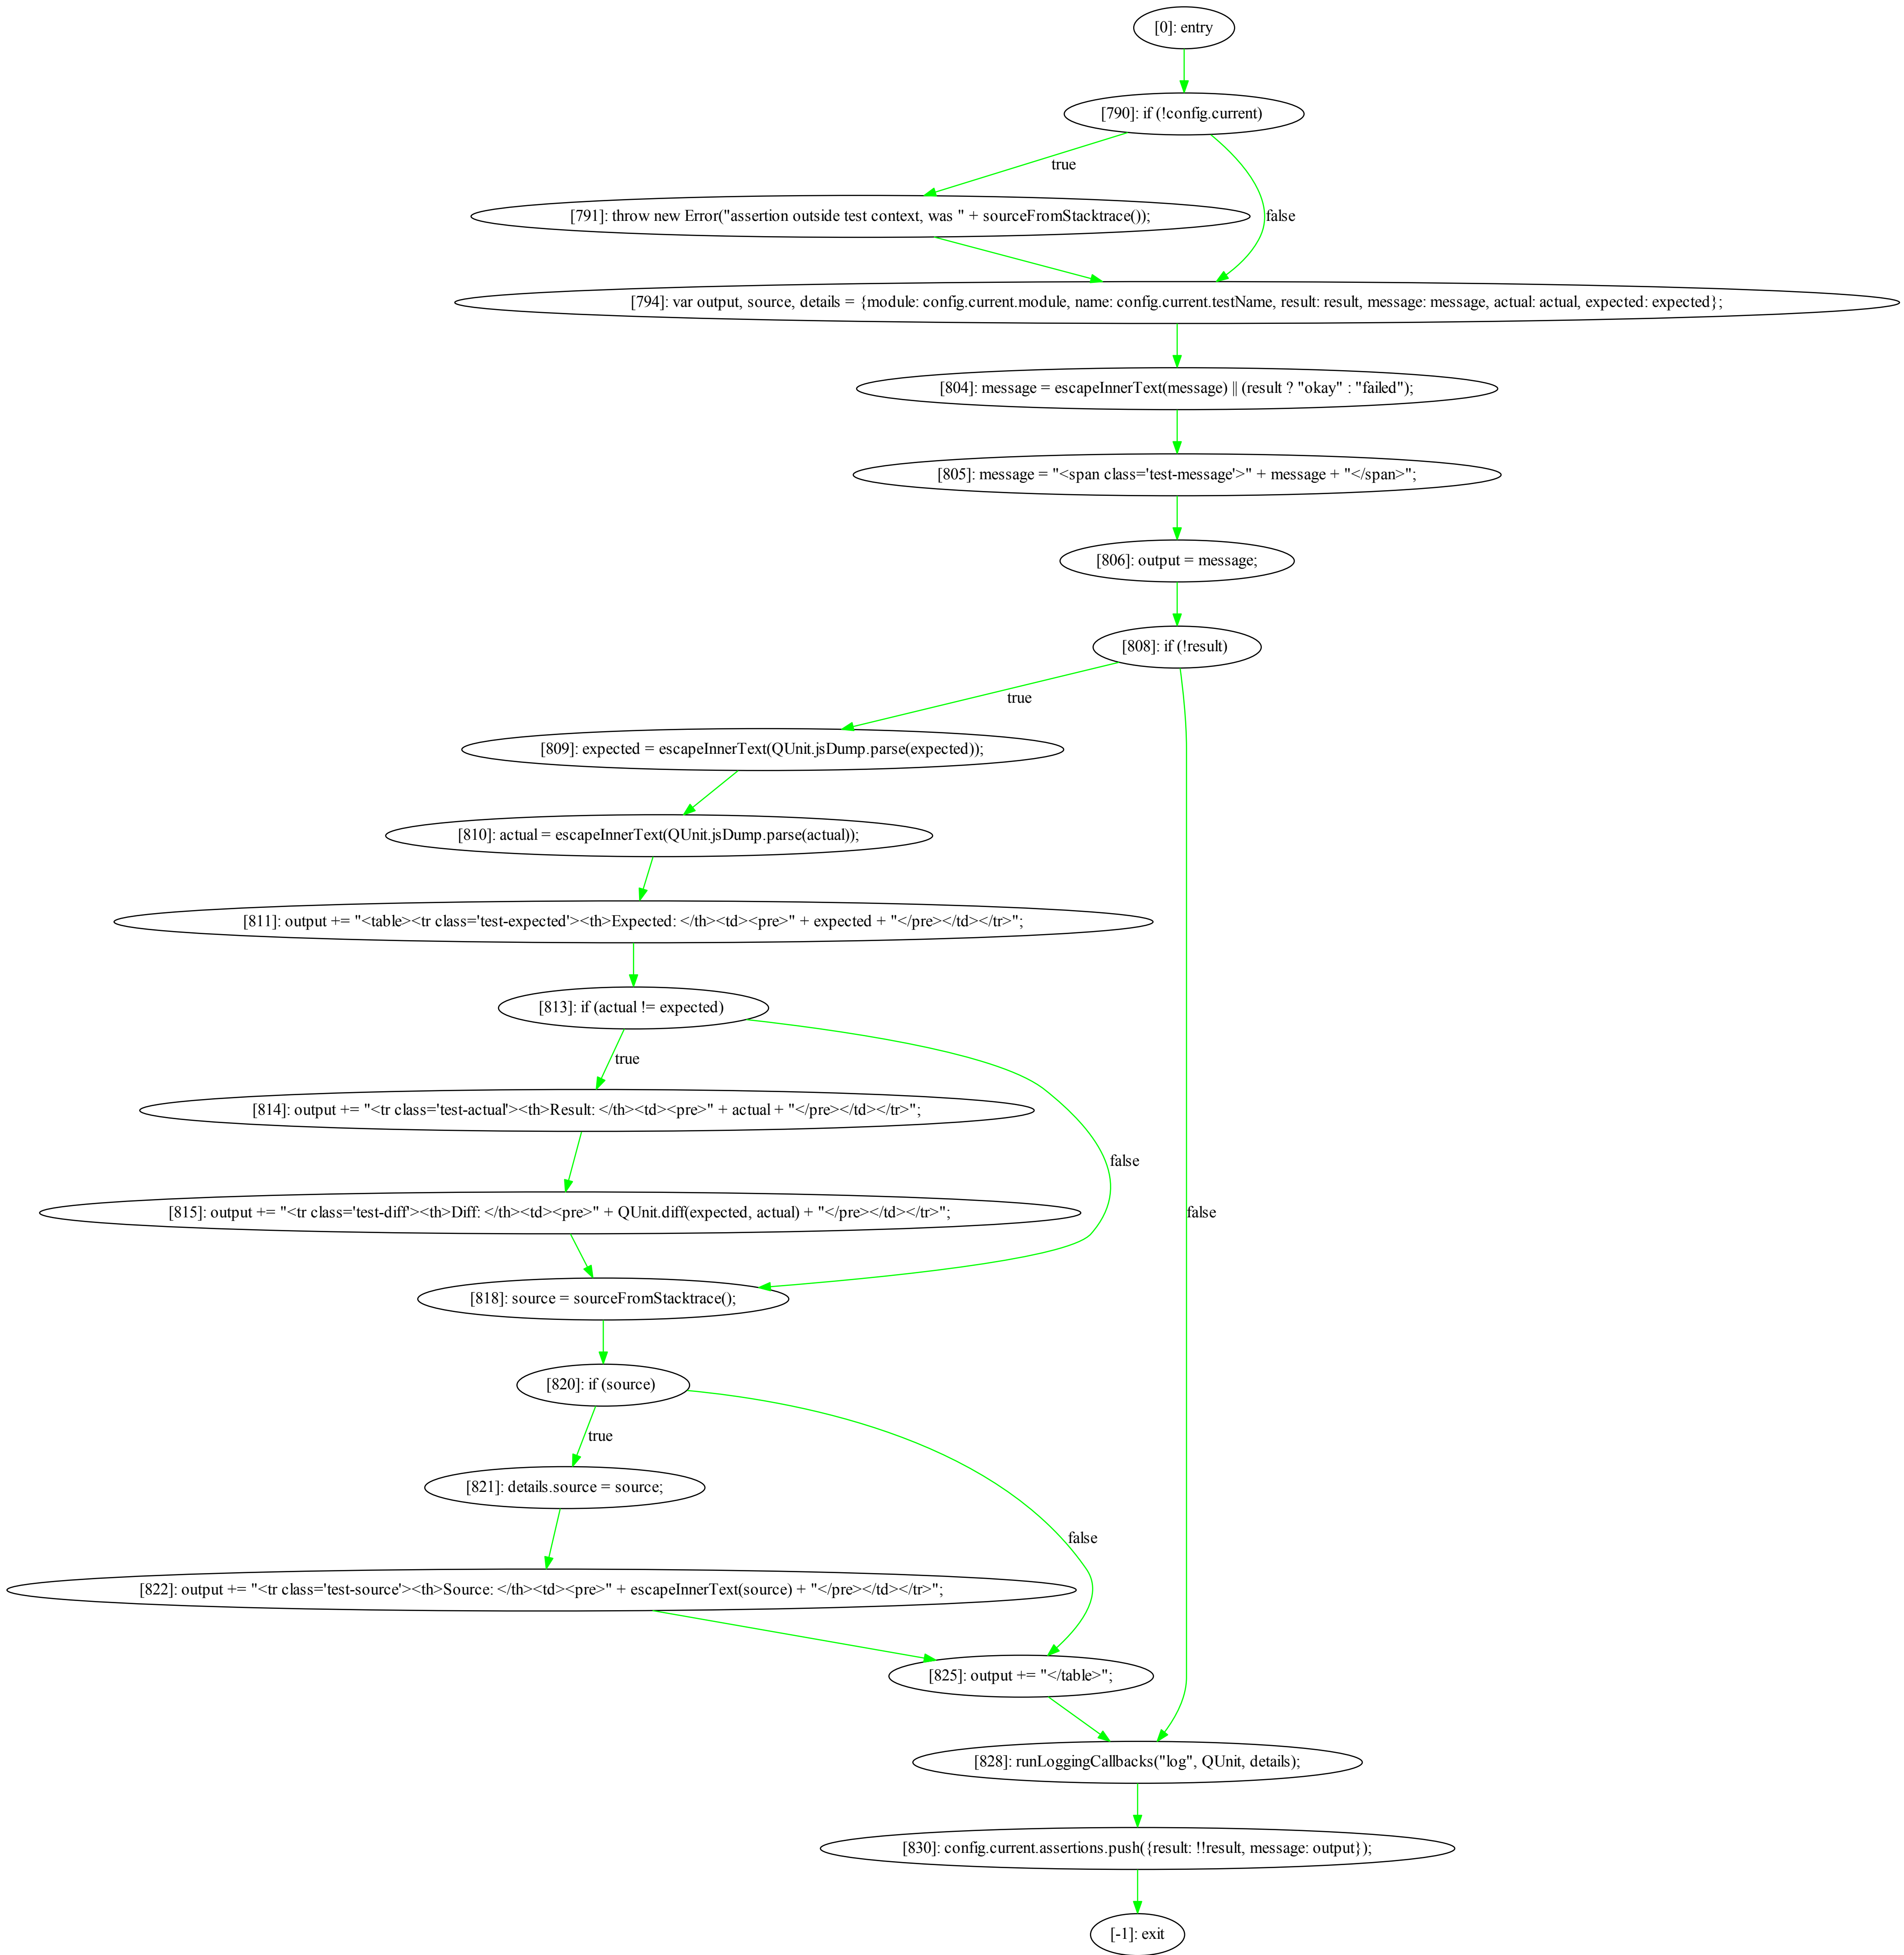 [0]: entry
[790]: if (!config.current)
true
[791]: throw new Error("assertion outside test context, was " + sourceFromStacktrace());
false
[794]: var output, source, details = {module: config.current.module, name: config.current.testName, result: result, message: message, actual: actual, expected: expected};
[804]: message = escapeInnerText(message) || (result ? "okay" : "failed");
[805]: message = "<span class='test-message'>" + message + "</span>";
[806]: output = message;
[808]: if (!result)
true
[809]: expected = escapeInnerText(QUnit.jsDump.parse(expected));
[810]: actual = escapeInnerText(QUnit.jsDump.parse(actual));
[811]: output += "<table><tr class='test-expected'><th>Expected: </th><td><pre>" + expected + "</pre></td></tr>";
[813]: if (actual != expected)
true
[814]: output += "<tr class='test-actual'><th>Result: </th><td><pre>" + actual + "</pre></td></tr>";
false
[815]: output += "<tr class='test-diff'><th>Diff: </th><td><pre>" + QUnit.diff(expected, actual) + "</pre></td></tr>";
false
[818]: source = sourceFromStacktrace();
[820]: if (source)
true
[821]: details.source = source;
false
[822]: output += "<tr class='test-source'><th>Source: </th><td><pre>" + escapeInnerText(source) + "</pre></td></tr>";
[825]: output += "</table>";
[828]: runLoggingCallbacks("log", QUnit, details);
[830]: config.current.assertions.push({result: !!result, message: output});
[-1]: exit